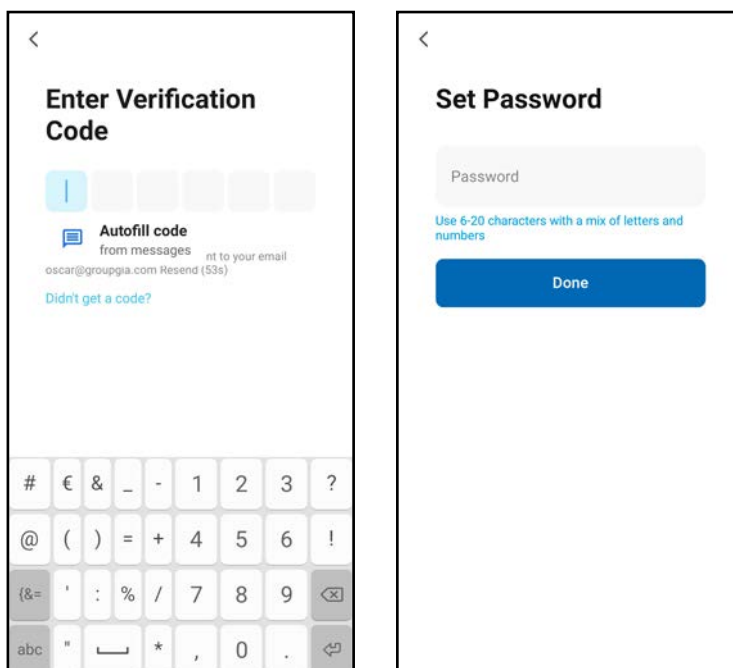 Enter Verification
Code
Autofill code
from messages
nt to your email
oscar@groupgia.com Resend (53s)
Didn't get a code?
# € & _ - 1 2 3 ?
@ ( ) = + 4 5 6 !
{&= ' : % / 7 8 9
abc " * , 0 .
Set Password
Password
Use 6-20 characters with a mix of letters and
numbers
Done